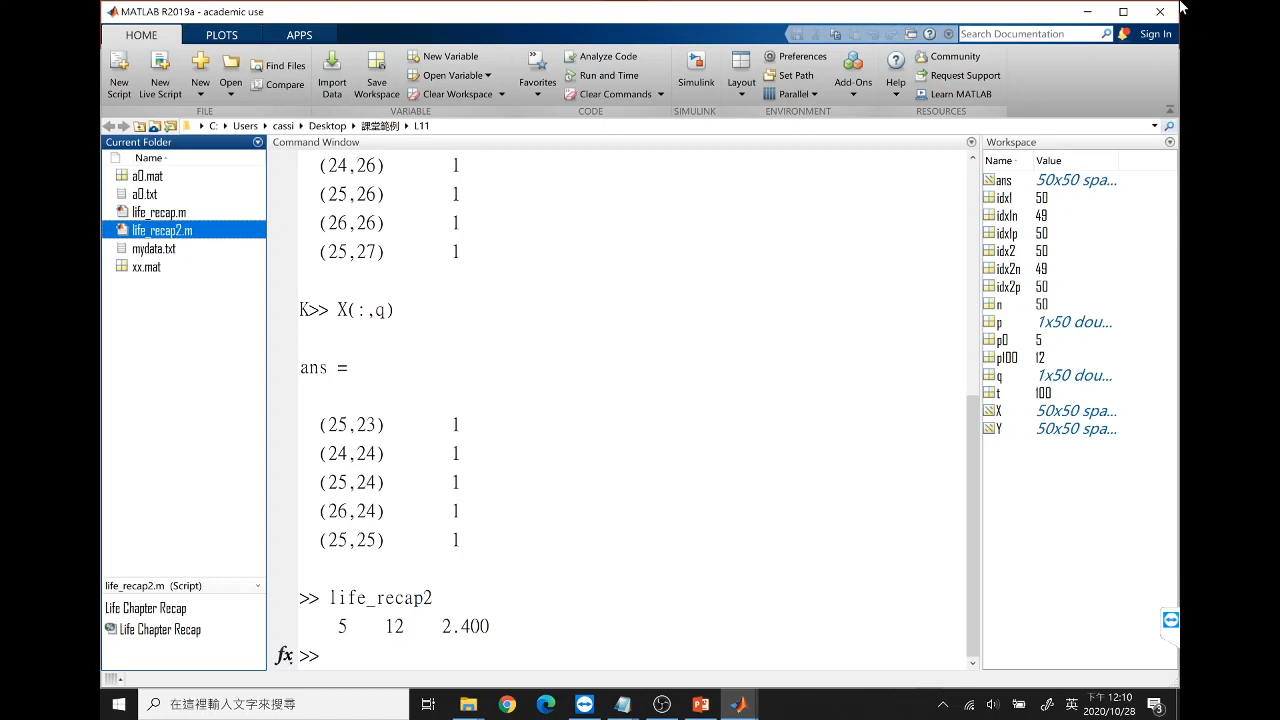 MATLAB R2019a - academic use
HOME PLOTS APPS
Search Documentation Sign In
New Script
New Live Script
New
Open
Find Files
Compare
FILE
Import Data
Save Workspace
New Variable
Open Variable
Clear Workspace
VARIABLE
Favorites
Analyze Code
Run and Time
Clear Commands
CODE
Simulink
SIMULINK
Layout
Preferences
Set Path
Parallel
ENVIRONMENT
Add-Ons
Help
Community
Request Support
Learn MATLAB
RESOURCES
C: Users cassi Desktop 課堂範例 L11
Current Folder
Name
a0.mat
a0.txt
life_recap.m
life_recap2.m
mydata.txt
xx.mat
life_recap2.m (Script)
Life Chapter Recap
Life Chapter Recap
Command Window
(24,26) 1
(25,26) 1
(26,26) 1
(25,27) 1
K>> X(:,q)
ans =
(25,23) 1
(24,24) 1
(25,24) 1
(26,24) 1
(25,25) 1
>> life_recap2
5 12 2.400
fx >>
Workspace
Name Value
ans 50x50 spa...
idx1 50
idx1n 49
idx1p 50
idx2 50
idx2n 49
idx2p 50
n 50
p 1x50 dou...
p0 5
p100 12
q 1x50 dou...
t 100
X 50x50 spa...
Y 50x50 spa...
在這裡輸入文字來搜尋
英
下午 12:10
2020/10/28
3